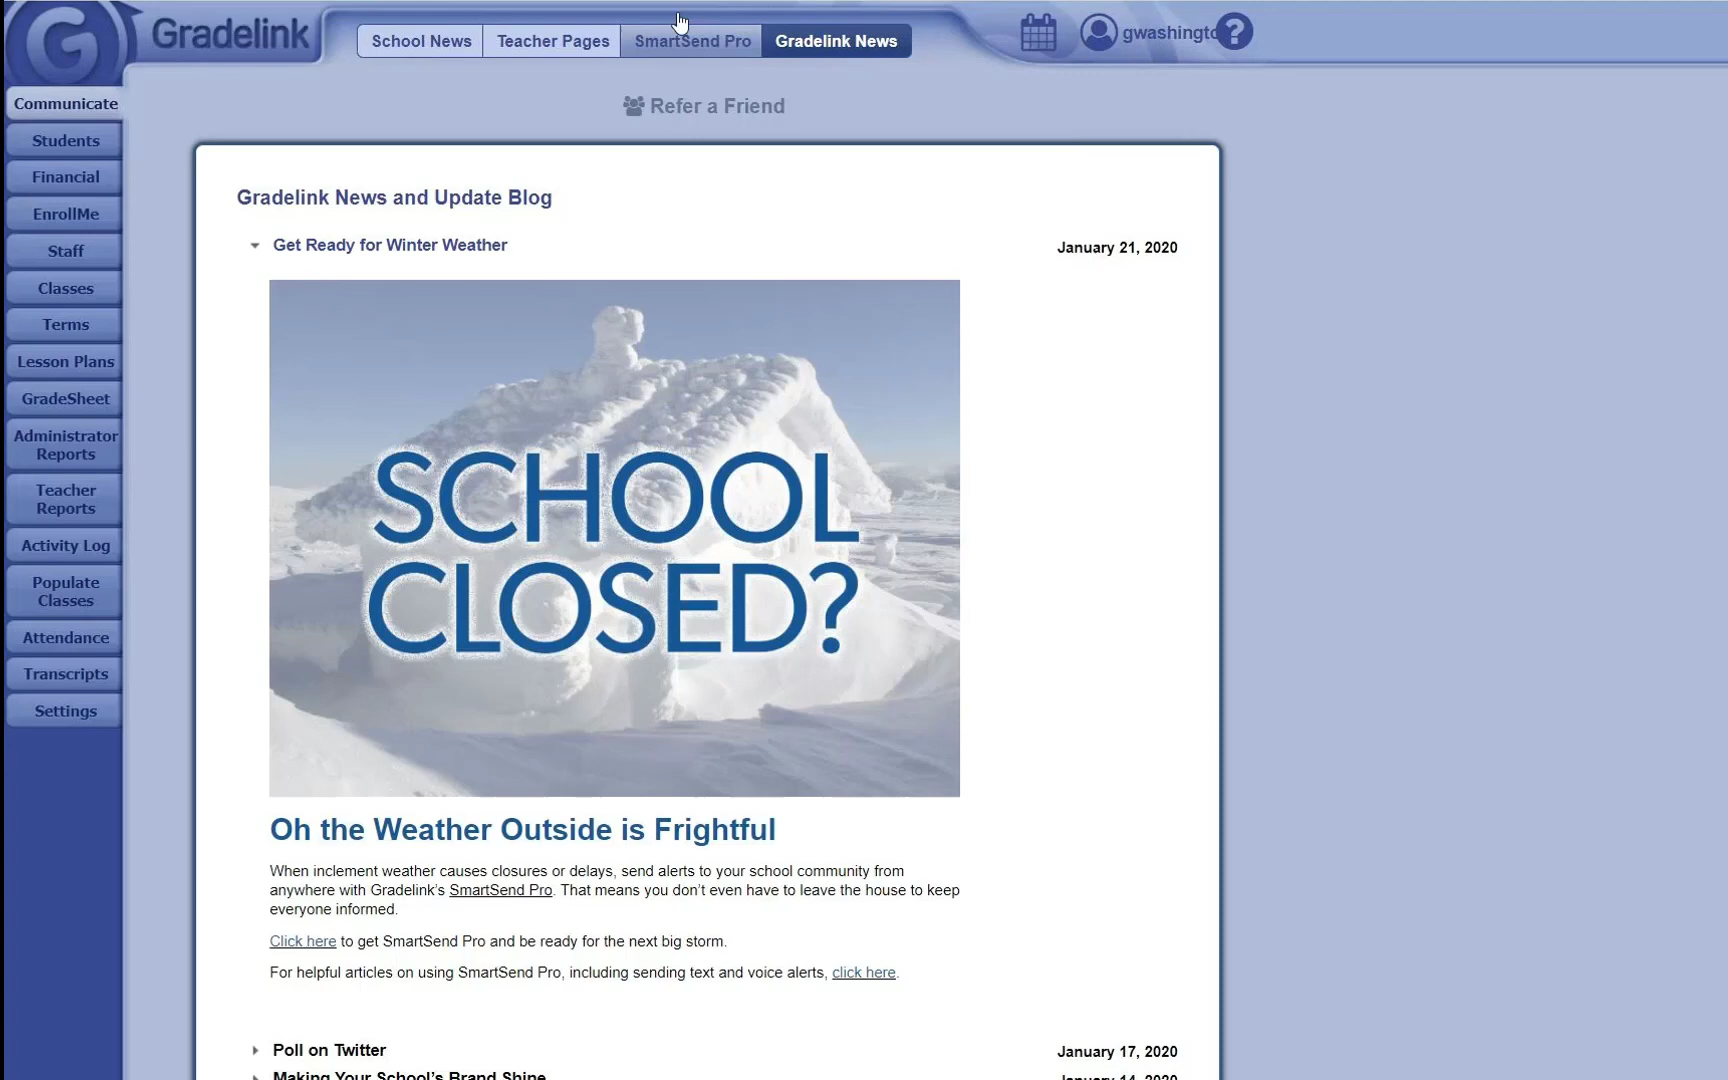 G Gradelink
School News
Teacher Pages
SmartSend Pro
Gradelink News
gwashingto
?
Communicate
Students
Financial
EnrollMe
Staff
Classes
Terms
Lesson Plans
GradeSheet
Administrator
Reports
Teacher
Reports
Activity Log
Populate
Classes
Attendance
Transcripts
Settings
Refer a Friend
Gradelink News and Update Blog
Get Ready for Winter Weather January 21, 2020
SCHOOL
CLOSED?
Oh the Weather Outside is Frightful
When inclement weather causes closures or delays, send alerts to your school community from
anywhere with Gradelink's SmartSend Pro. That means you don't even have to leave the house to keep
everyone informed.
Click here to get SmartSend Pro and be ready for the next big storm.
For helpful articles on using SmartSend Pro, including sending text and voice alerts, click here.
Poll on Twitter January 17, 2020
Making Your School's Brand Shine January 14, 2020